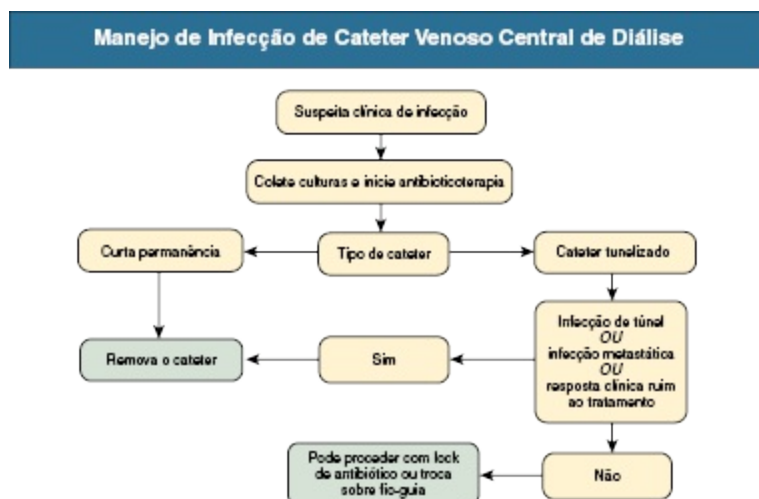 Manejo de Infecção de Cateter Venoso Central de Diálise
Suspeita clínica de infecção
Colete culturas e inicie antibioticoterapia
Curta permanência
Tipo de cateter
Cateter tunelizado
Remova o cateter
Sim
Infecção de túnel
OU
infecção metastática
OU
resposta clínica ruim
ao tratamento
Pode proceder com lock
de antibiótico ou troca
sobre fio-guia
Não